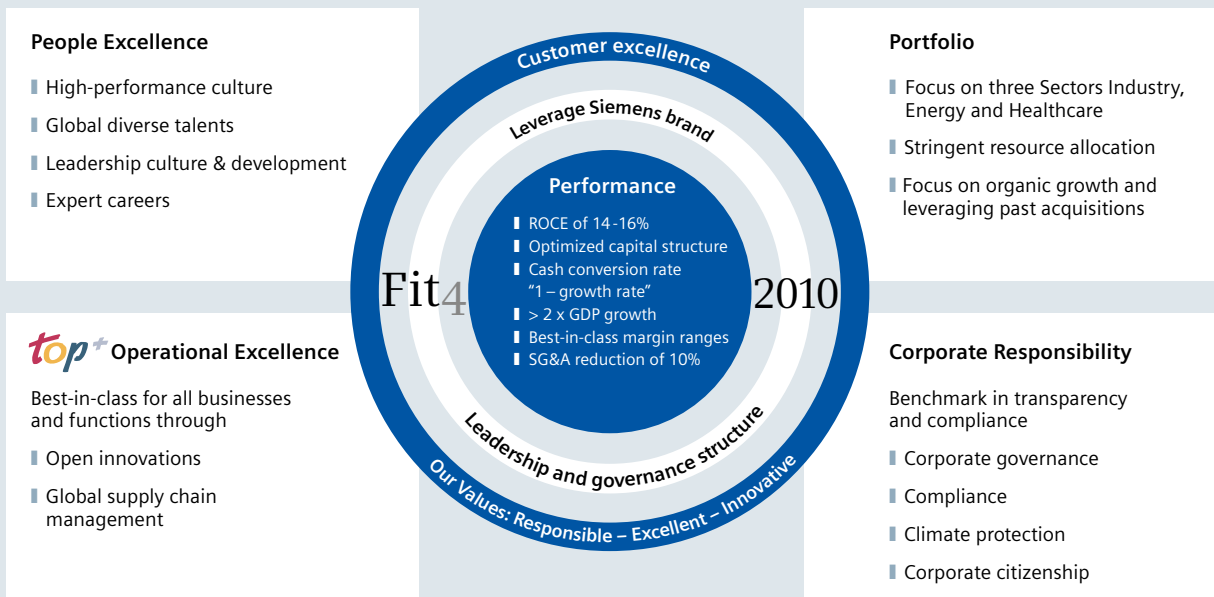 People Excellence
High-performance culture
Global diverse talents
Leadership culture & development
Expert careers
Customer excellence
Leverage Siemens brand
Performance
ROCE of 14-16%
Optimized capital structure
Cash conversion rate
“1 – growth rate”
> 2 x GDP growth
Best-in-class margin ranges
SG&A reduction of 10%
Fit4 2010
Leadership and governance structure
Our Values: Responsible – Excellent – Innovative
Portfolio
Focus on three Sectors Industry,
Energy and Healthcare
Stringent resource allocation
Focus on organic growth and
leveraging past acquisitions
top+ Operational Excellence
Best-in-class for all businesses
and functions through
Open innovations
Global supply chain
management
Corporate Responsibility
Benchmark in transparency
and compliance
Corporate governance
Compliance
Climate protection
Corporate citizenship